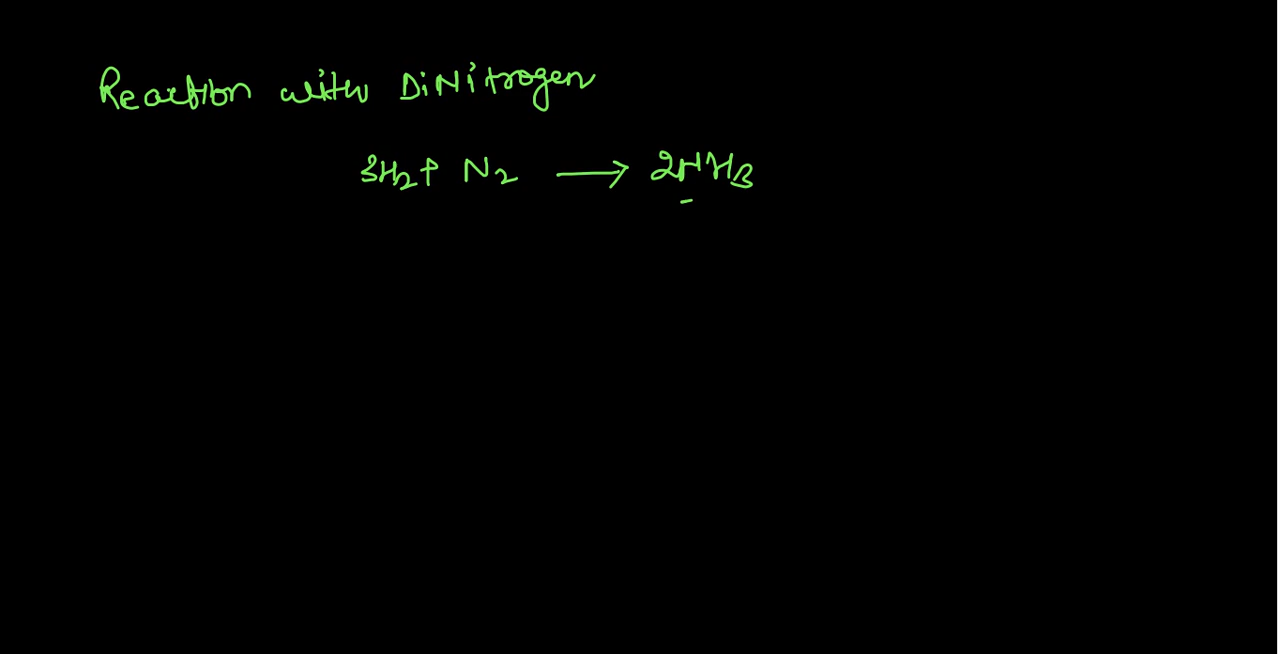 Reaction with DiNitrogen
3H₂ + N₂ ⟶ 2NH₃